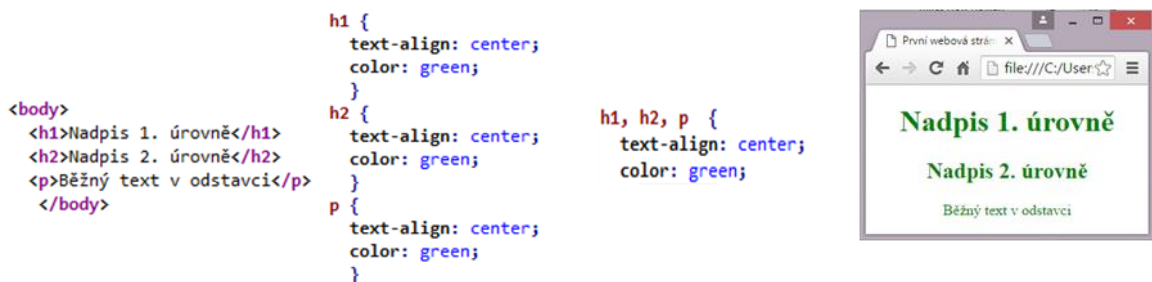 <body>
<h1>Nadpis 1. úrovně</h1>
<h2>Nadpis 2. úrovně</h2>
<p>Běžný text v odstavci</p>
</body>
h1 {
text-align: center;
color: green;
}
h2 {
text-align: center;
color: green;
}
p {
text-align: center;
color: green;
}
h1, h2, p {
text-align: center;
color: green;
První webová strán
file:///C:/User
Nadpis 1. úrovně
Nadpis 2. úrovně
Běžný text v odstavci